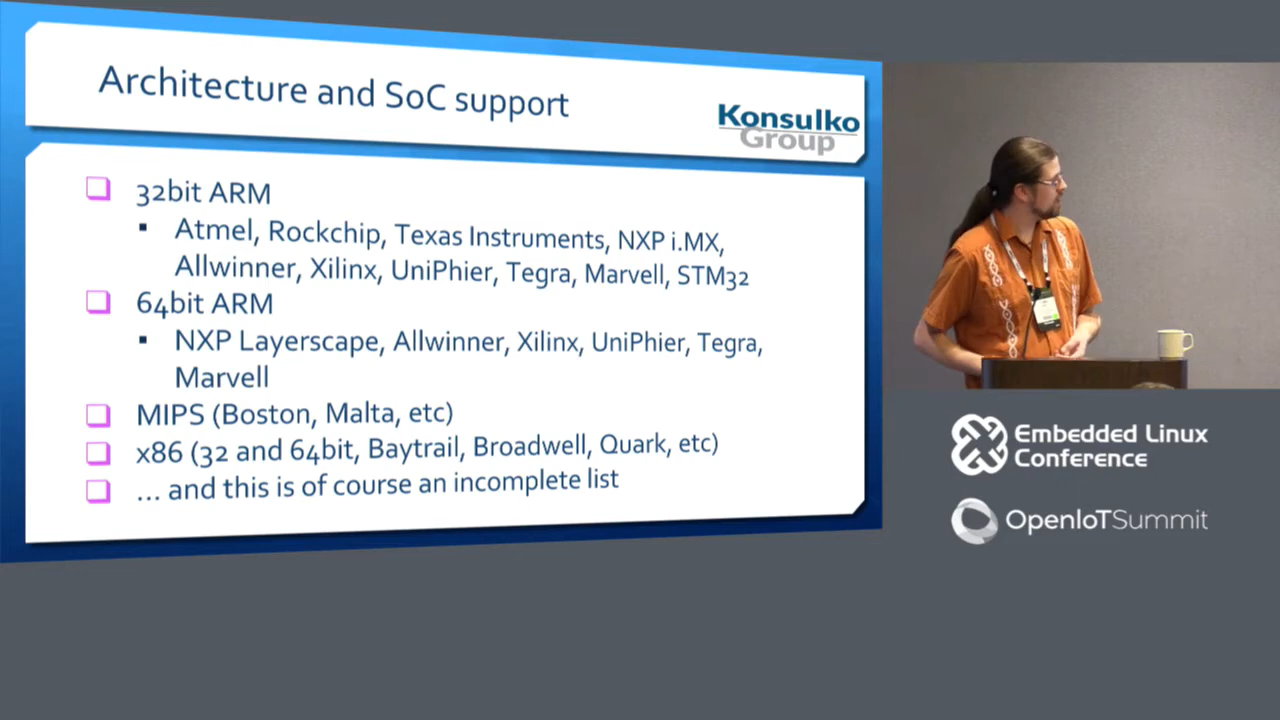 Architecture and SoC support
Konsulko
Group
32bit ARM
Atmel, Rockchip, Texas Instruments, NXP i.MX,
Allwinner, Xilinx, UniPhier, Tegra, Marvell, STM32
64bit ARM
NXP Layerscape, Allwinner, Xilinx, UniPhier, Tegra,
Marvell
MIPS (Boston, Malta, etc)
x86 (32 and 64bit, Baytrail, Broadwell, Quark, etc)
... and this is of course an incomplete list
Embedded Linux
Conference
OpenIoTSummit